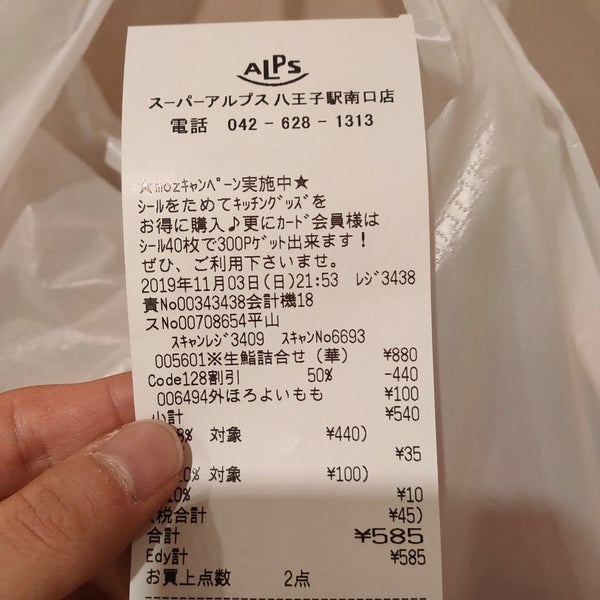 ALPS
スーパーアルプス 八王子駅南口店
電話 042-628-1313
mozキャンペーン実施中★
シールをためてキッチングッズを
お得に購入♪更にカード会員様は
シール40枚で300Pゲット出来ます!
ぜひ、ご利用下さいませ。
2019年11月03日(日)21:53 レジ3438
責No00343438会計機18
スNo00708654平山
スキャンレジ3409 スキャンNo6693
005601※生鮨詰合せ(華) ¥880
Code128割引 50% -440
006494外ほろよいもも ¥100
小計 ¥540
8% 対象 ¥440)
¥35
10% 対象 ¥100)
10% ¥10
(税合計 ¥45)
合計 ¥585
Edy計 ¥585
お買上点数 2点